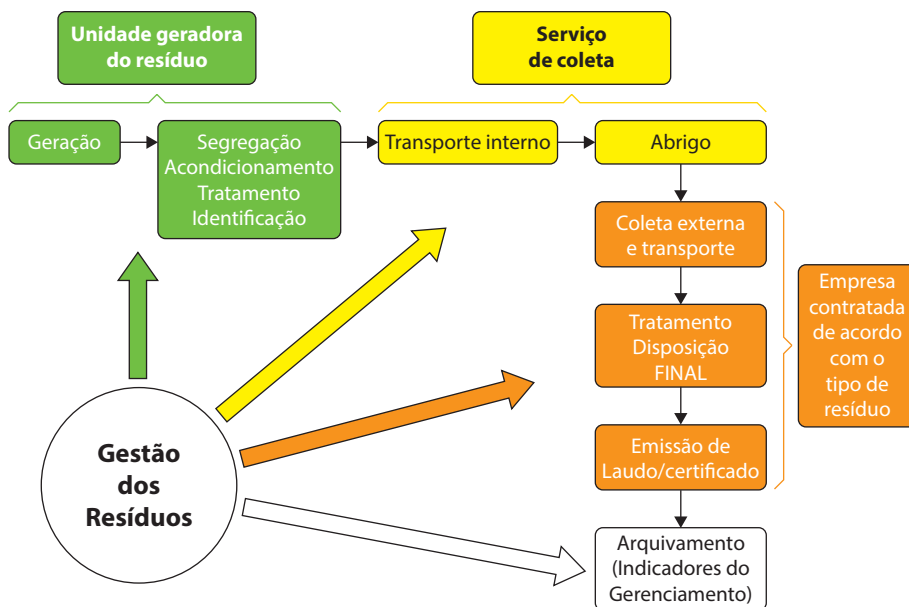 Unidade geradora
do resíduo
Serviço
de coleta
Geração
Segregação
Acondicionamento
Tratamento
Identificação
Transporte interno
Abrigo
Coleta externa
e transporte
Tratamento
Disposição
FINAL
Emissão de
Laudo/certificado
Empresa
contratada
de acordo
com o
tipo de
resíduo
Gestão
dos
Resíduos
Arquivamento
(Indicadores do
Gerenciamento)